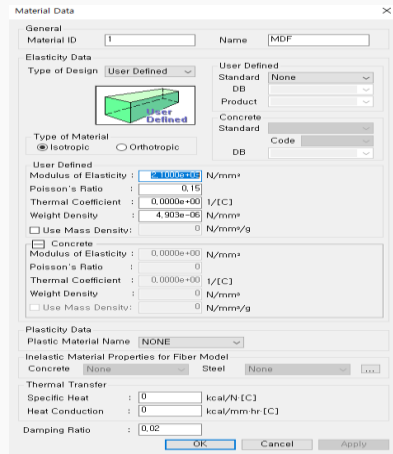 Material Data
General
Material ID 1 Name MDF
Elasticity Data
Type of Design User Defined
User Defined
User Defined
Standard None
DB
Product
Type of Material
Isotropic Orthotropic
Concrete
Standard
Code
DB
User Defined
Modulus of Elasticity : 2.1000e+03 N/mm²
Poisson's Ratio : 0.15
Thermal Coefficient : 0.0000e+00 1/[C]
Weight Density : 4.903e-06 N/mm³
Use Mass Density: 0 N/mm³/g
Concrete
Modulus of Elasticity : 0.0000e+00 N/mm²
Poisson's Ratio : 0
Thermal Coefficient : 0.0000e+00 1/[C]
Weight Density : 0 N/mm³
Use Mass Density: 0 N/mm³/g
Plasticity Data
Plastic Material Name NONE
Inelastic Material Properties for Fiber Model
Concrete None Steel None ...
Thermal Transfer
Specific Heat : 0 kcal/N·[C]
Heat Conduction : 0 kcal/mm·hr·[C]
Damping Ratio : 0.02
OK Cancel Apply